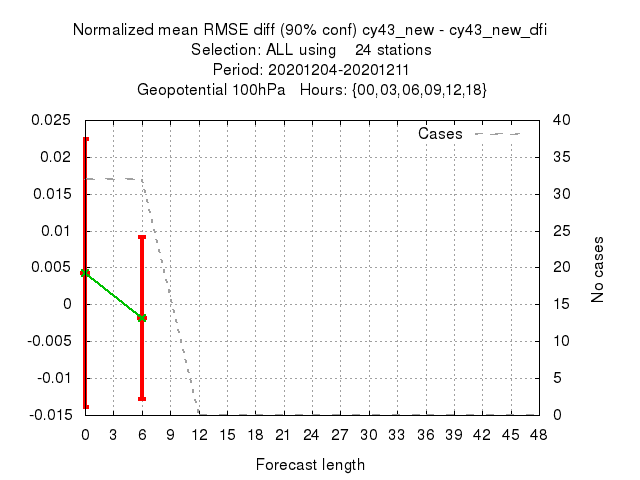 Normalized mean RMSE diff (90% conf) cy43_new - cy43_new_dfi
Selection: ALL using    24 stations
Period: 20201204-20201211
Geopotential 100hPa   Hours: {00,03,06,09,12,18}
0.025
0.02
0.015
0.01
0.005
0
-0.005
-0.01
-0.015
Cases
40
35
30
25
20
15
10
5
0
No cases
0 3 6 9 12 15 18 21 24 27 30 33 36 39 42 45 48
Forecast length